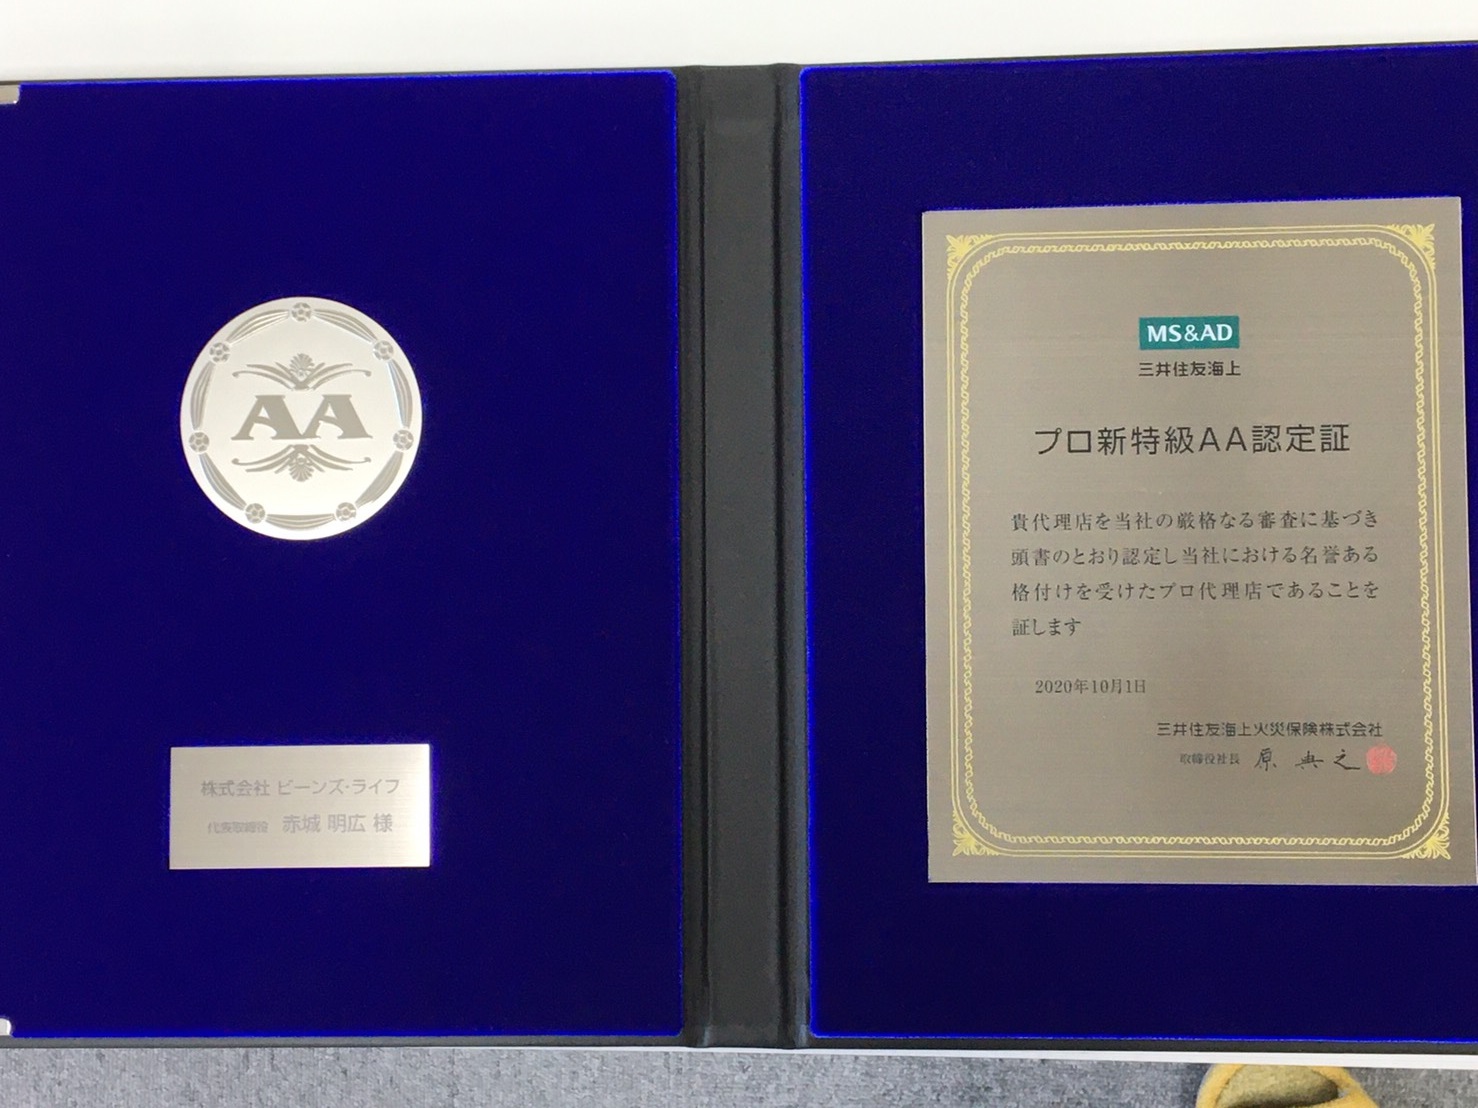 AA
株式会社 ビーンズ・ライフ
代表取締役 赤城 明広 様
MS&AD
三井住友海上
プロ新特級AA認定証
貴代理店を当社の厳格なる審査に基づき
頭書のとおり認定し当社における名誉ある
格付けを受けたプロ代理店であることを
証します
2020年10月1日
三井住友海上火災保険株式会社
取締役社長 原 典之